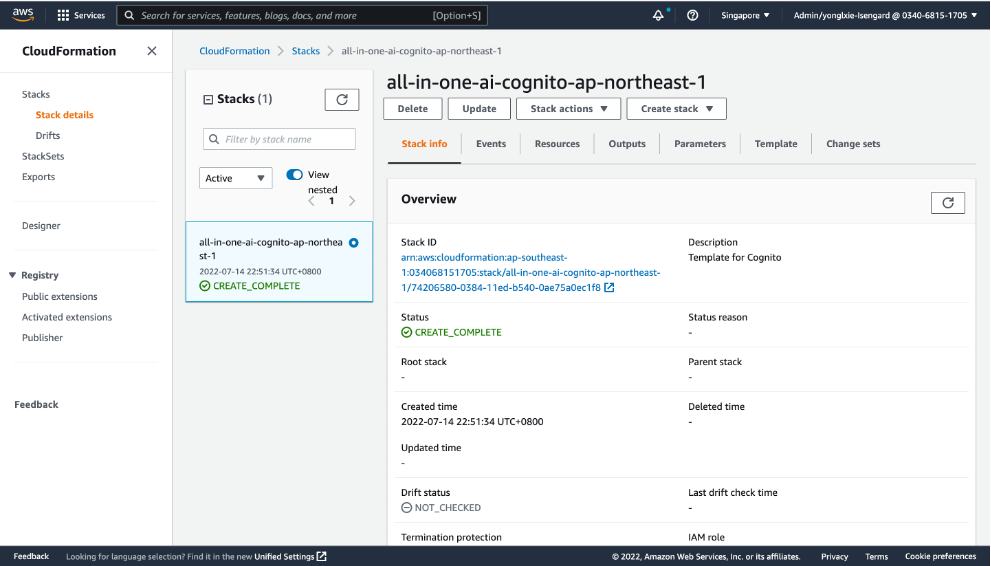 aws
Services
Search for services, features, blogs, docs, and more
[Option+S]
Singapore
Admin/yonglxie-Isengard @ 0340-6815-1705
CloudFormation
Stacks
Stack details
Drifts
StackSets
Exports
Designer
Registry
Public extensions
Activated extensions
Publisher
Feedback
CloudFormation
Stacks
all-in-one-ai-cognito-ap-northeast-1
Stacks (1)
Filter by stack name
Active
View
nested
1
all-in-one-ai-cognito-ap-northea
st-1
2022-07-14 22:51:34 UTC+0800
CREATE_COMPLETE
all-in-one-ai-cognito-ap-northeast-1
Delete
Update
Stack actions
Create stack
Stack info
Events
Resources
Outputs
Parameters
Template
Change sets
Overview
Stack ID
arn:aws:cloudformation:ap-southeast-
1:034068151705:stack/all-in-one-ai-cognito-ap-northeast-
1/74206580-0384-11ed-b540-0ae75a0ec1f8
Description
Template for Cognito
Status
CREATE_COMPLETE
Status reason
-
Root stack
-
Parent stack
-
Created time
2022-07-14 22:51:34 UTC+0800
Deleted time
-
Updated time
-
Drift status
NOT_CHECKED
Last drift check time
-
Termination protection
IAM role
Feedback
Looking for language selection? Find it in the new Unified Settings
© 2022, Amazon Web Services, Inc. or its affiliates.
Privacy
Terms
Cookie preferences